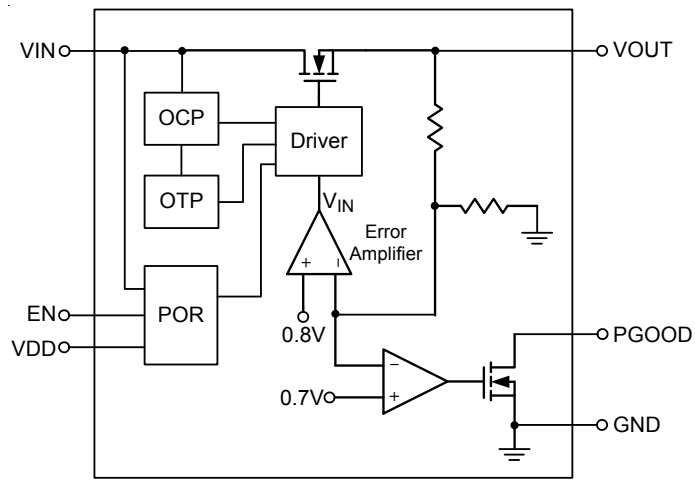 VIN
VOUT
OCP
Driver
OTP
VIN
Error
Amplifier
+ –
EN
POR
VDD
0.8V
PGOOD
–
0.7V
+
GND